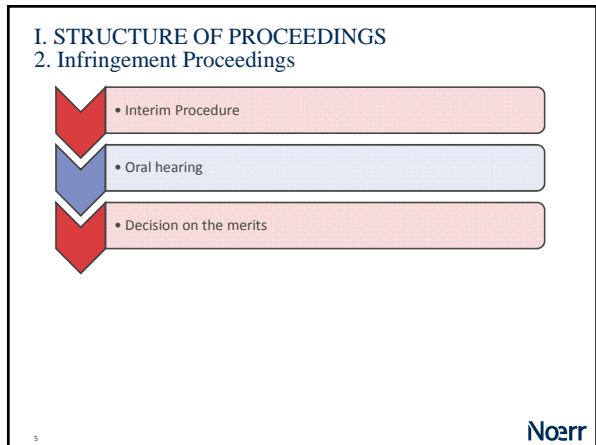 I. STRUCTURE OF PROCEEDINGS
2. Infringement Proceedings
• Interim Procedure
• Oral hearing
• Decision on the merits
5
Noerr